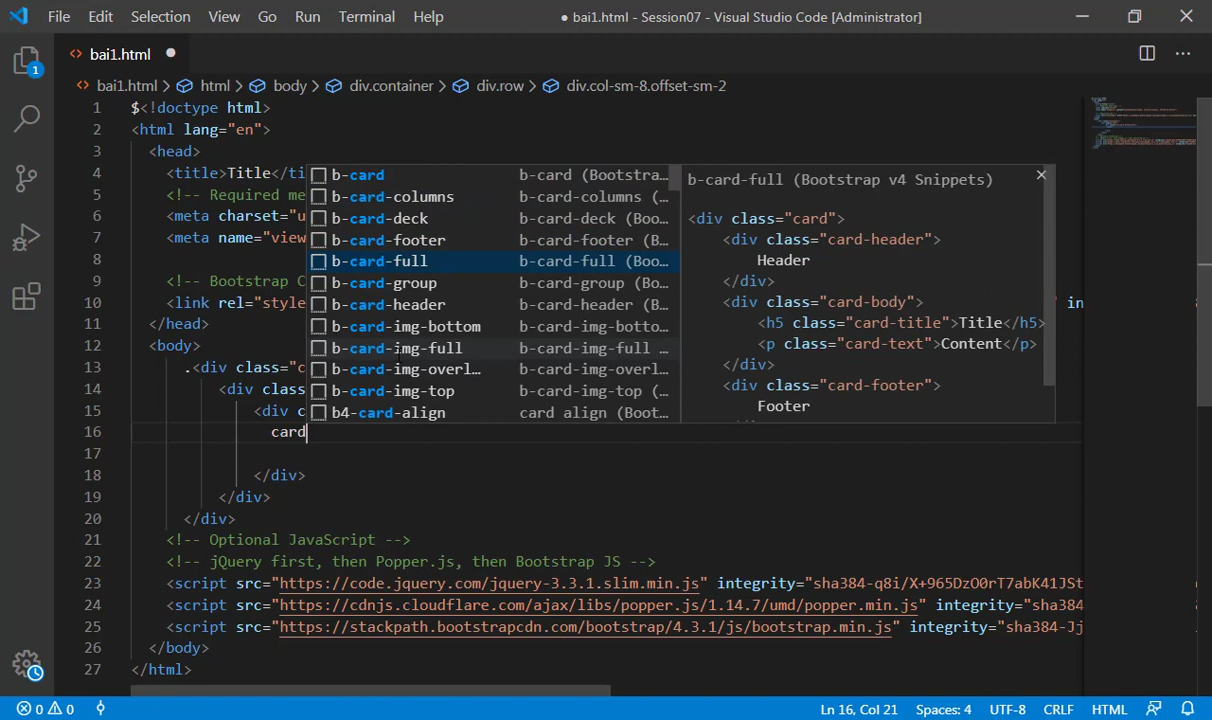 File Edit Selection View Go Run Terminal Help
● bai1.html - Session07 - Visual Studio Code [Administrator]
bai1.html
bai1.html > html > body > div.container > div.row > div.col-sm-8.offset-sm-2
1
1 $<!doctype html>
2 <html lang="en">
3 <head>
4 <title>Title</ti
5 <!-- Required me
6 <meta charset="u
7 <meta name="view
8
9 <!-- Bootstrap C
10 <link rel="style in
11 </head>
12 <body>
13 .<div class="c
14 <div class
15 <div c
16 card
17
18 </div>
19 </div>
20 </div>
21 <!-- Optional JavaScript -->
22 <!-- jQuery first, then Popper.js, then Bootstrap JS -->
23 <script src="https://code.jquery.com/jquery-3.3.1.slim.min.js" integrity="sha384-q8i/X+965DzO0rT7abK41JSt
24 <script src="https://cdnjs.cloudflare.com/ajax/libs/popper.js/1.14.7/umd/popper.min.js" integrity="sha384-
25 <script src="https://stackpath.bootstrapcdn.com/bootstrap/4.3.1/js/bootstrap.min.js" integrity="sha384-Jj
26 </body>
27 </html>
b-card b-card (Bootstra...
b-card-columns b-card-columns (...
b-card-deck b-card-deck (Boo...
b-card-footer b-card-footer (B...
b-card-full b-card-full (Boo...
b-card-group b-card-group (Bo...
b-card-header b-card-header (B...
b-card-img-bottom b-card-img-botto...
b-card-img-full b-card-img-full ...
b-card-img-overl... b-card-img-overl...
b-card-img-top b-card-img-top (...
b4-card-align card align (Boot...
b-card-full (Bootstrap v4 Snippets)
<div class="card">
<div class="card-header">
Header
</div>
<div class="card-body">
<h5 class="card-title">Title</h5>
<p class="card-text">Content</p>
</div>
<div class="card-footer">
Footer
0 0 Ln 16, Col 21 Spaces: 4 UTF-8 CRLF HTML